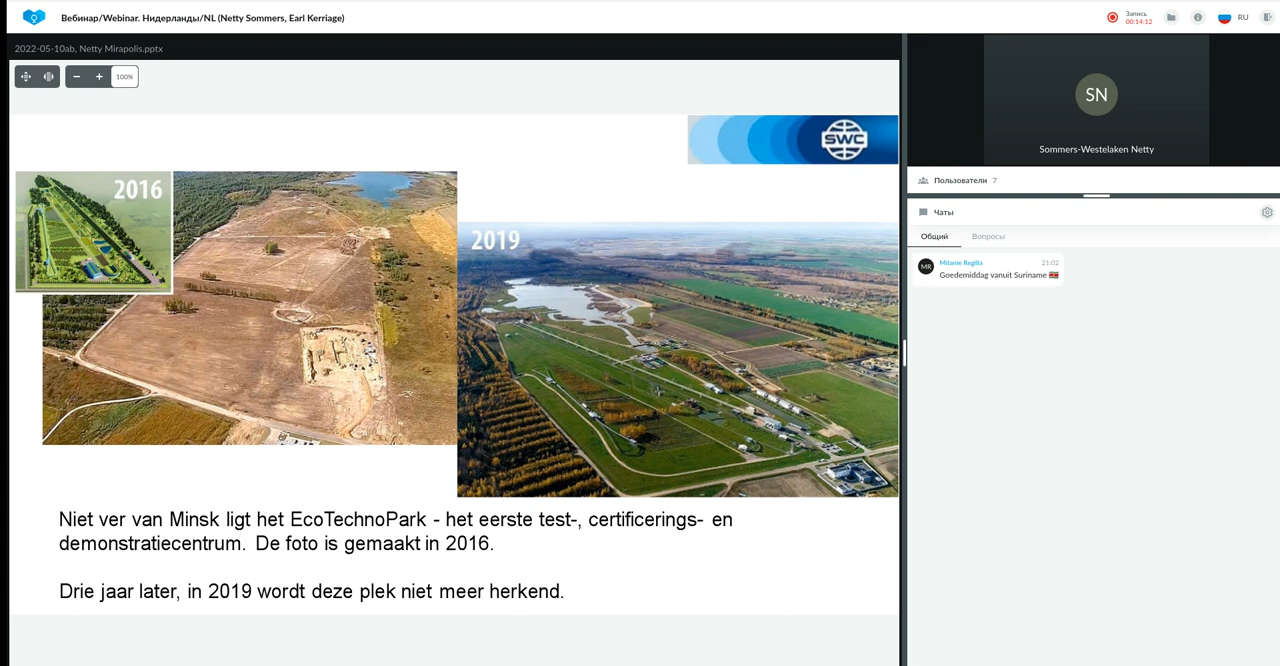 Вебинар/Webinar. Нидерланды/NL (Netty Sommers, Earl Kerriage)
Запись
00:14:12
RU
2022-05-10ab, Netty Mirapolis.pptx
100%
SWC
2016
2019
Niet ver van Minsk ligt het EcoTechnoPark - het eerste test-, certificerings- en
demonstratiecentrum. De foto is gemaakt in 2016.
Drie jaar later, in 2019 wordt deze plek niet meer herkend.
SN
Sommers-Westelaken Netty
Пользователи 7
Чаты
Общий Вопросы
MR
Mitanie Regilia 21:02
Goedemiddag vanuit Suriname 🇸🇷